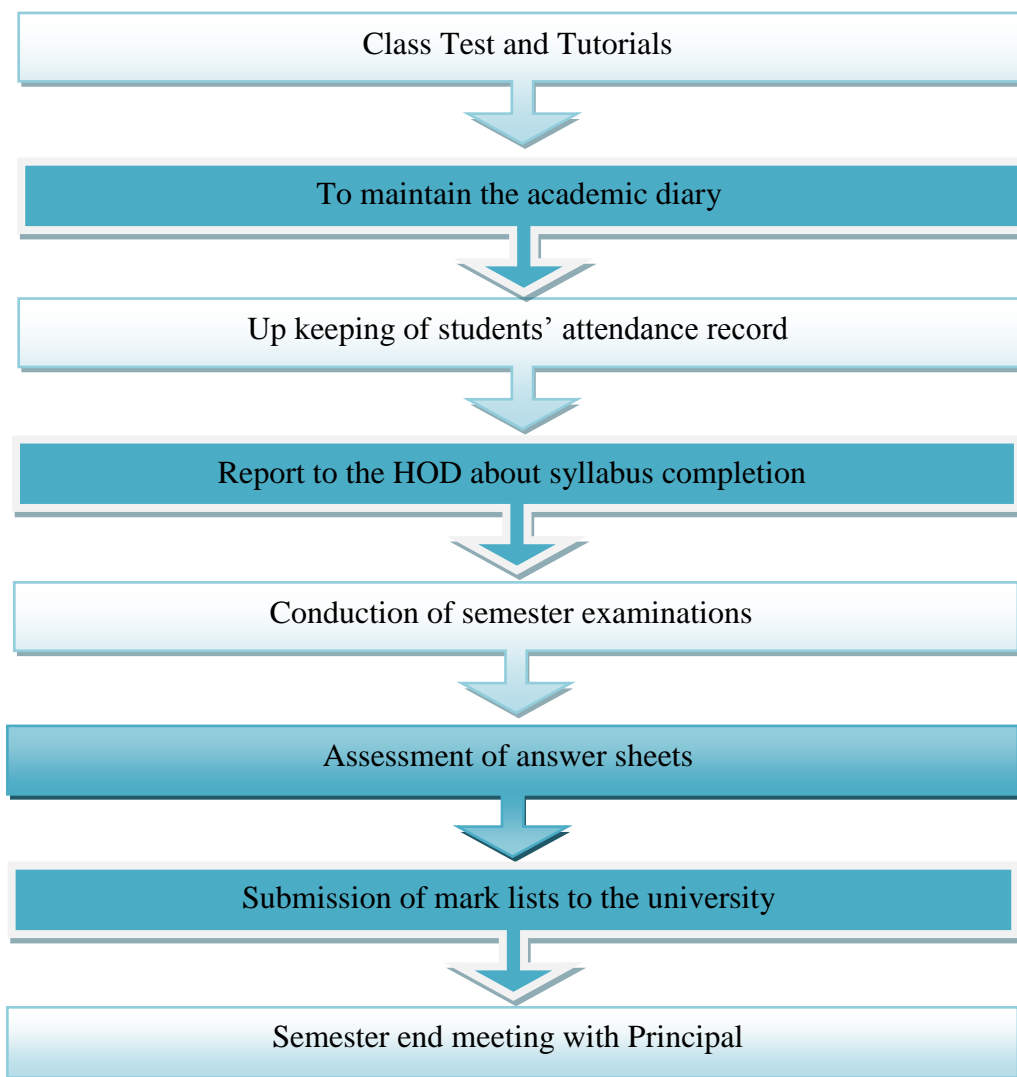 Class Test and Tutorials
To maintain the academic diary
Up keeping of students’ attendance record
Report to the HOD about syllabus completion
Conduction of semester examinations
Assessment of answer sheets
Submission of mark lists to the university
Semester end meeting with Principal